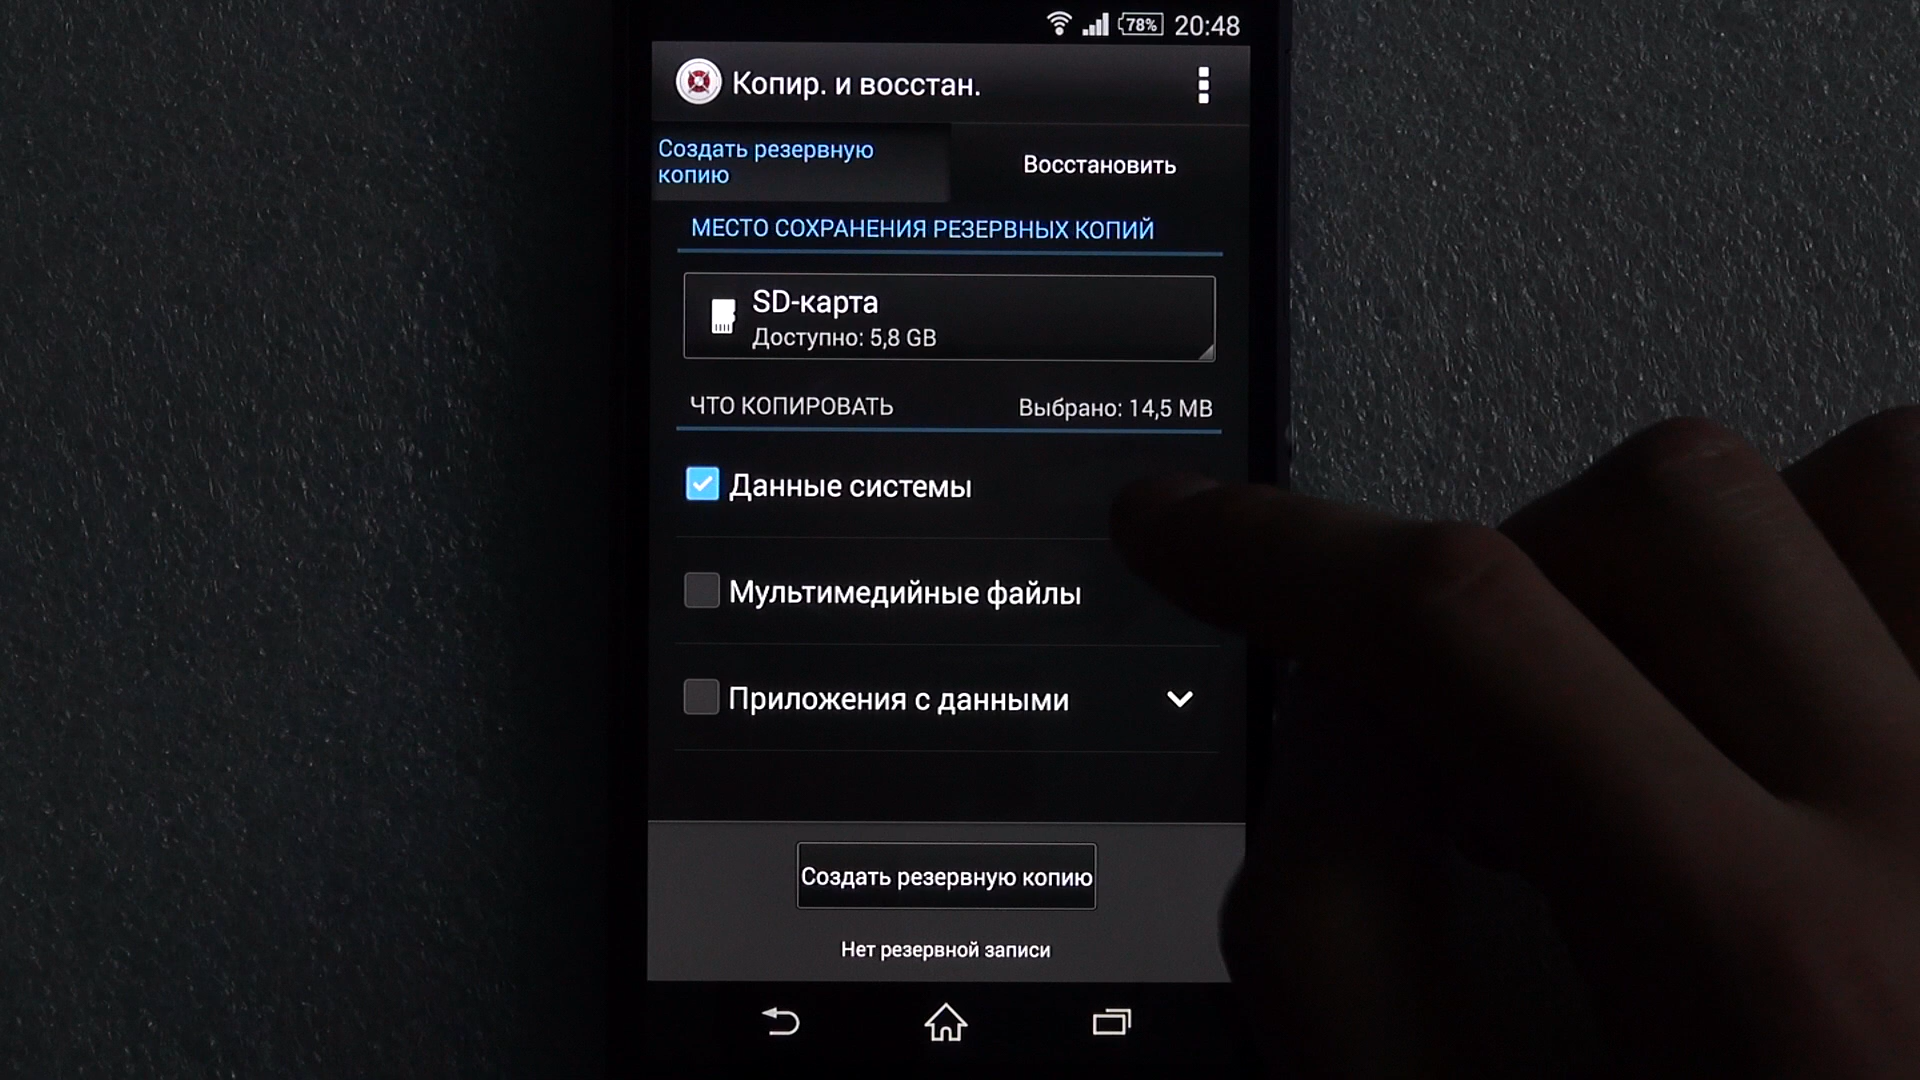 78% 20:48
Копир. и восстан.
Создать резервную
копию
Восстановить
МЕСТО СОХРАНЕНИЯ РЕЗЕРВНЫХ КОПИЙ
SD-карта
Доступно: 5,8 GB
ЧТО КОПИРОВАТЬ Выбрано: 14,5 MB
Данные системы
Мультимедийные файлы
Приложения с данными
Создать резервную копию
Нет резервной записи